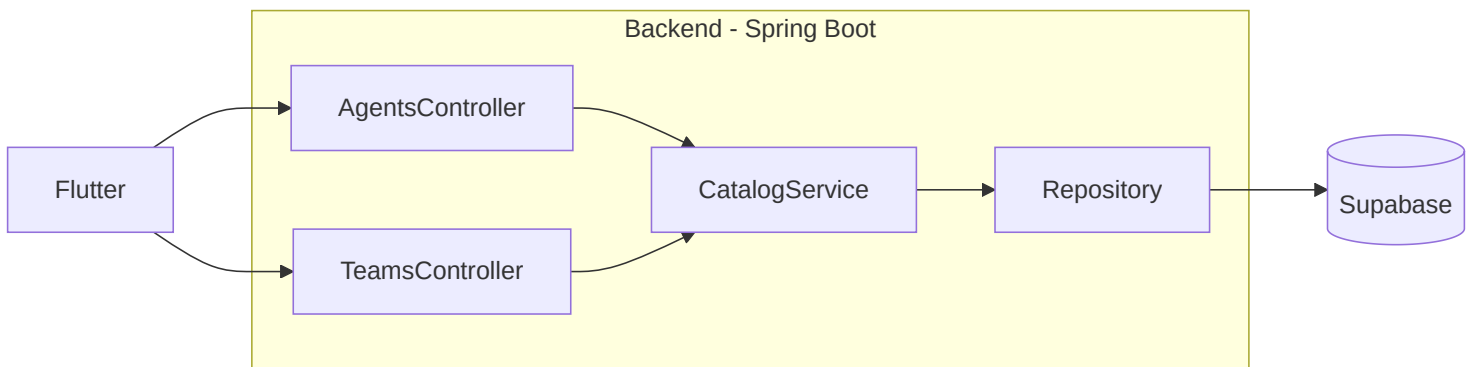 Backend - Spring Boot
AgentsController
Flutter
CatalogService
Repository
Supabase
TeamsController